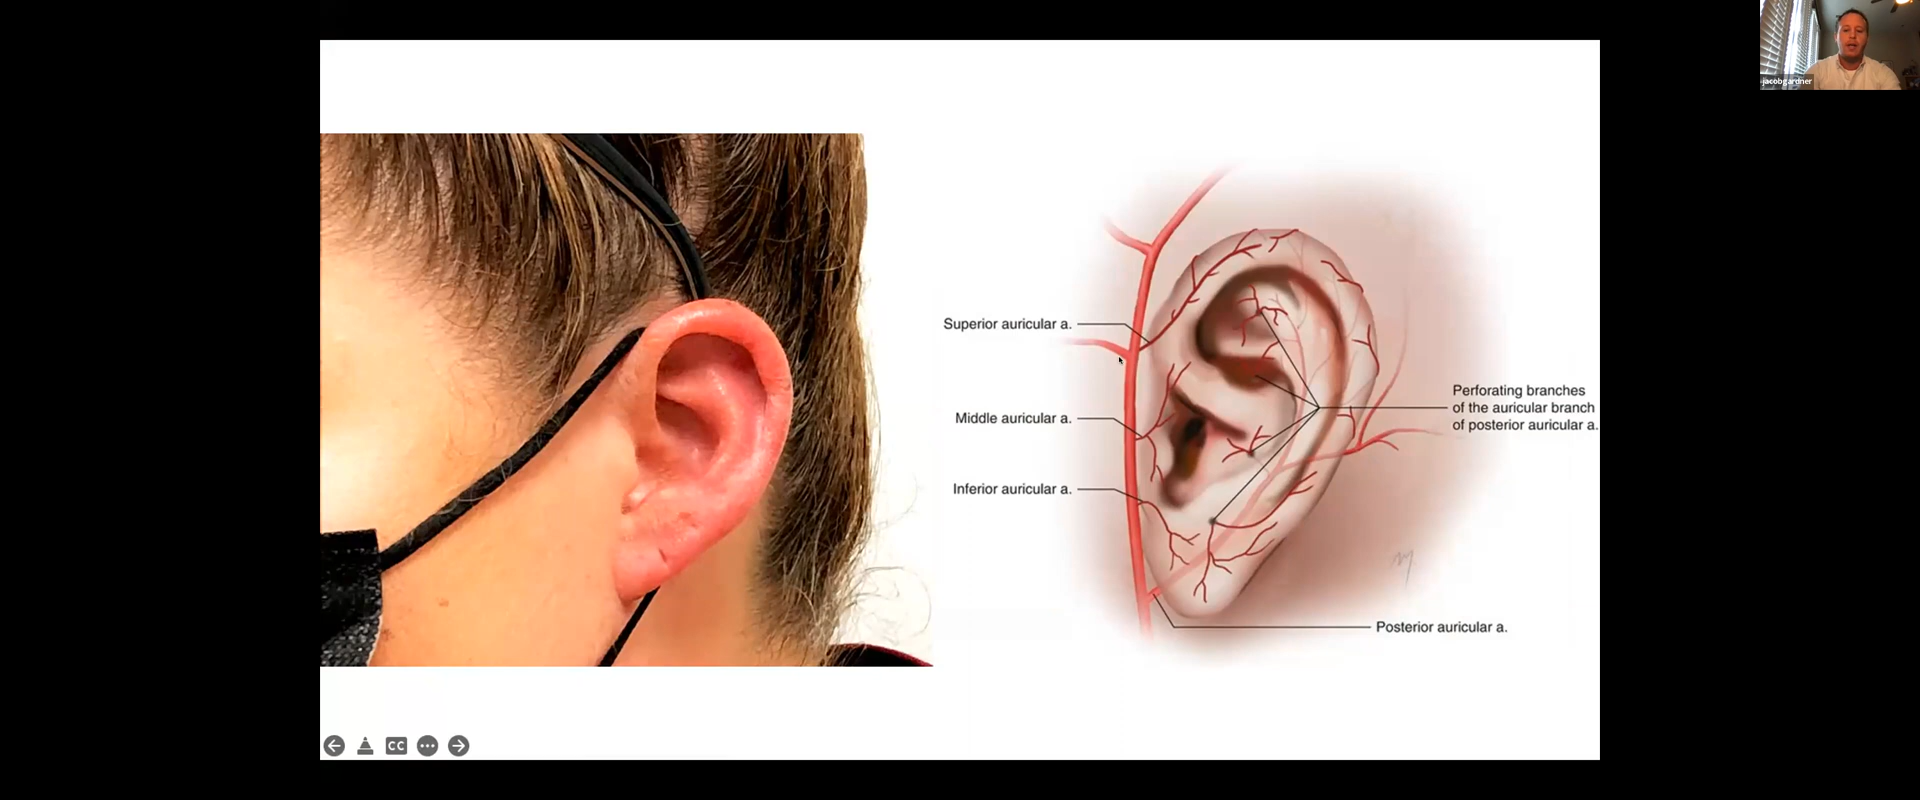 jacobgardner
Superior auricular a.
Middle auricular a.
Inferior auricular a.
Perforating branches
of the auricular branch
of posterior auricular a.
Posterior auricular a.
CC